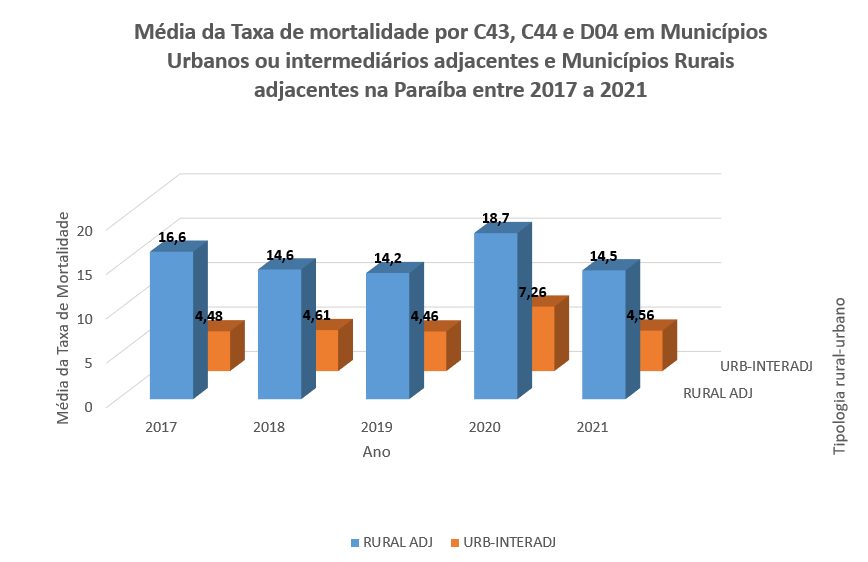 Média da Taxa de mortalidade por C43, C44 e D04 em Municípios
Urbanos ou intermediários adjacentes e Municípios Rurais
adjacentes na Paraíba entre 2017 a 2021
Média da Taxa de Mortalidade
20
15
10
5
0
16,6
4,48
14,6
4,61
14,2
4,46
18,7
7,26
14,5
4,56
2017
2018
2019
2020
2021
Ano
URB-INTERADJ
RURAL ADJ
Tipologia rural-urbano
RURAL ADJ
URB-INTERADJ